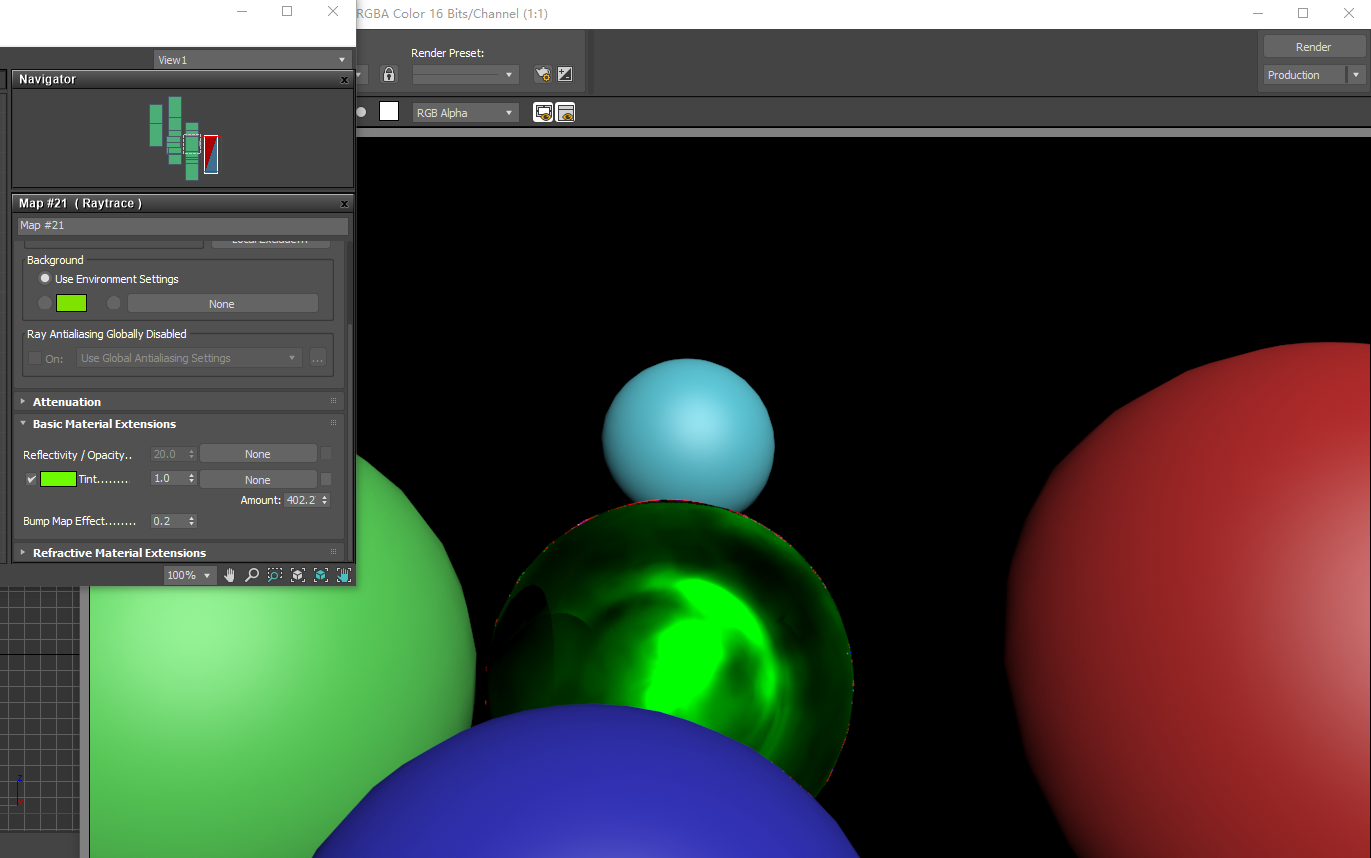 RGBA Color 16 Bits/Channel (1:1)
View1
Render Preset:
Render
Production
Navigator
RGB Alpha
Map #21 ( Raytrace )
Map #21
Background
Use Environment Settings
None
Ray Antialiasing Globally Disabled
On:
Use Global Antialiasing Settings
...
Attenuation
Basic Material Extensions
Reflectivity / Opacity..
20.0
None
Tint........
1.0
None
Amount:
402.2
Bump Map Effect.......
0.2
Refractive Material Extensions
100%
z